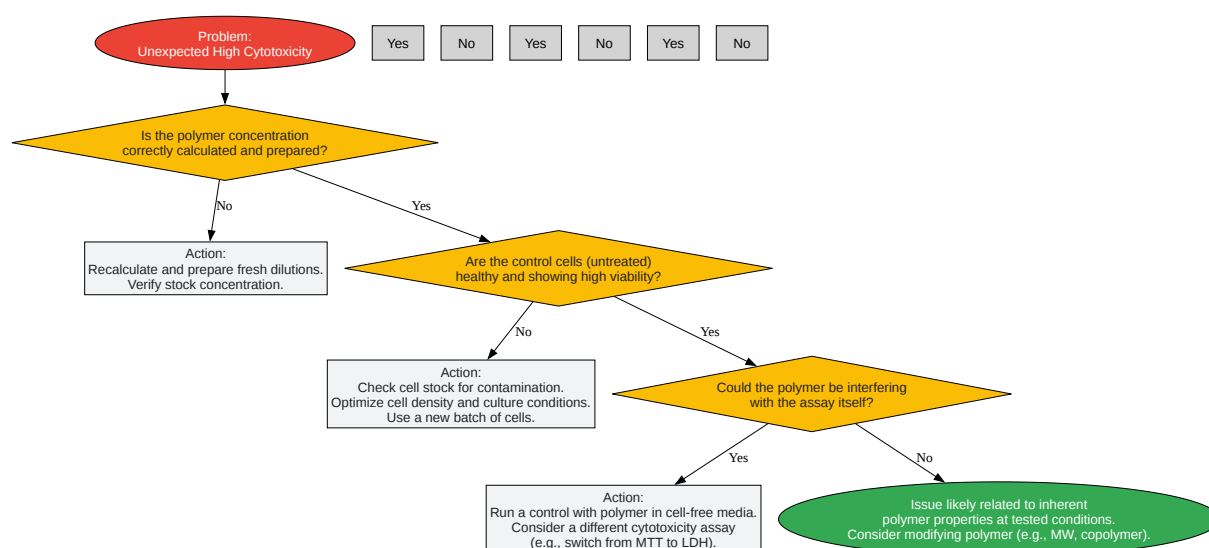 Problem:
Unexpected High Cytotoxicity
Yes
No
Yes
No
Yes
No
Is the polymer concentration
correctly calculated and prepared?
No
Yes
Action:
Recalculate and prepare fresh dilutions.
Verify stock concentration.
Are the control cells (untreated)
healthy and showing high viability?
No
Yes
Action:
Check cell stock for contamination.
Optimize cell density and culture conditions.
Use a new batch of cells.
Could the polymer be interfering
with the assay itself?
Yes
No
Action:
Run a control with polymer in cell-free media.
Consider a different cytotoxicity assay
(e.g., switch from MTT to LDH).
Issue likely related to inherent
polymer properties at tested conditions.
Consider modifying polymer (e.g., MW, copolymer).